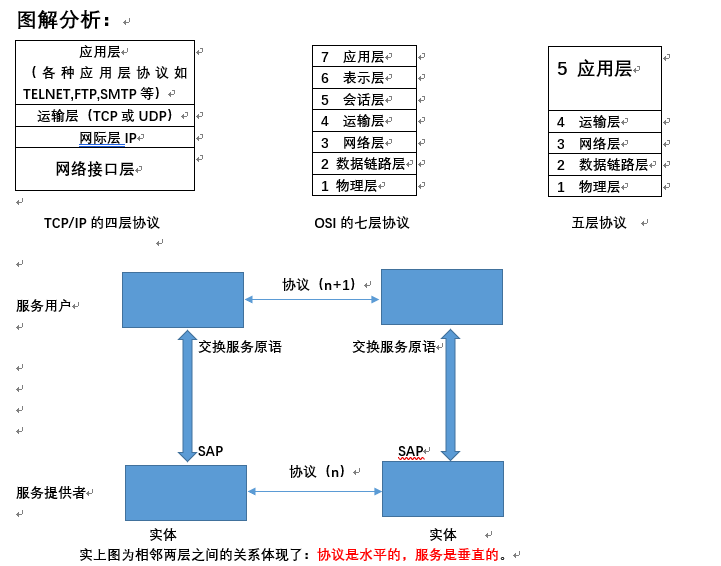 图解分析：
应用层
（各种应用层协议如
TELNET,FTP,SMTP 等）
运输层（TCP 或 UDP）
网际层 IP
网络接口层
TCP/IP 的四层协议
7 应用层
6 表示层
5 会话层
4 运输层
3 网络层
2 数据链路层
1 物理层
OSI 的七层协议
5 应用层
4 运输层
3 网络层
2 数据链路层
1 物理层
五层协议
协议（n+1）
服务用户
交换服务原语
交换服务原语
SAP
SAP
协议（n）
服务提供者
实体
实体
实上图为相邻两层之间的关系体现了：协议是水平的，服务是垂直的。